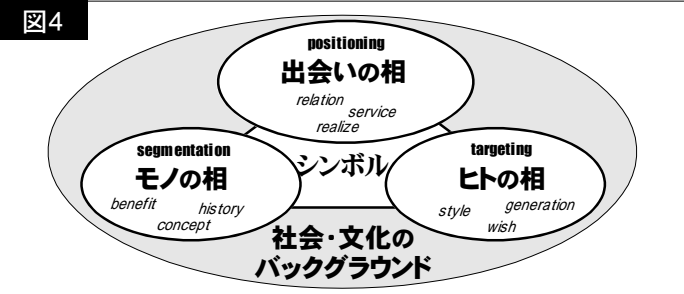 図4
positioning
出会いの相
relation
service
realize
segmentation
モノの相
benefit
history
concept
シンボル
targeting
ヒトの相
style
generation
wish
社会・文化の
バックグラウンド